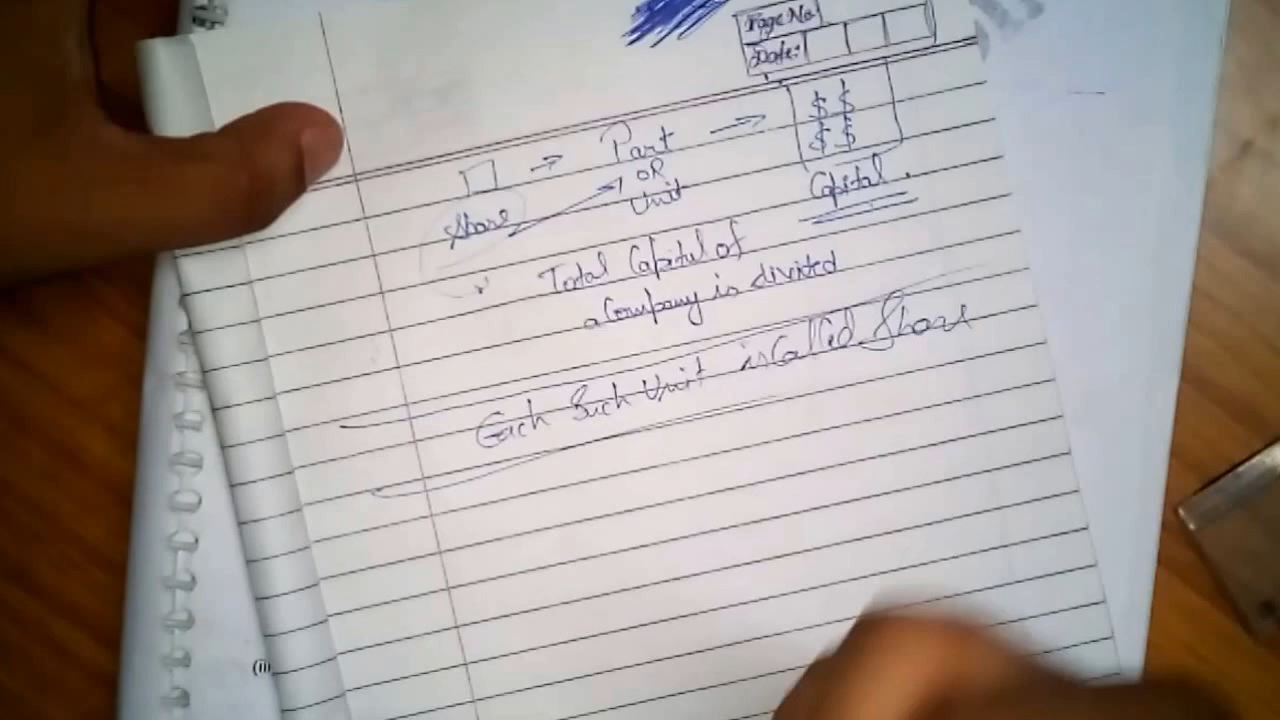 Page No.
Date:
Part
OR
Unit
$ $
$ $
Share
Capital.
Total Capital of
a Company is divided
Each Such Unit is Called Share